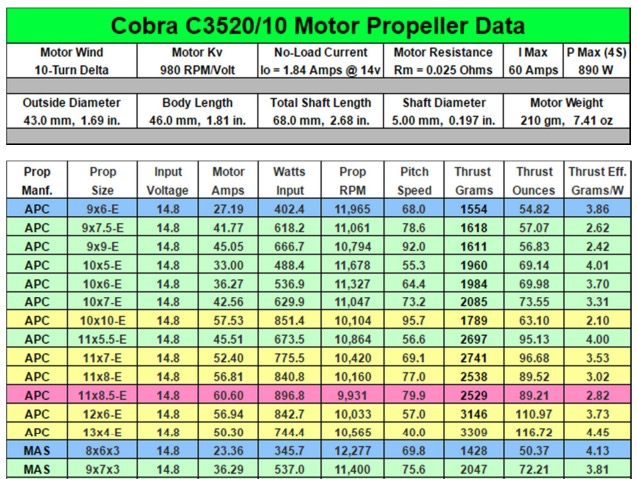 Cobra C3520/10 Motor Propeller Data
Motor Wind Motor Kv No-Load Current Motor Resistance I Max P Max (4S)
10-Turn Delta 980 RPM/Volt Io = 1.84 Amps @ 14v Rm = 0.025 Ohms 60 Amps 890 W
Outside Diameter Body Length Total Shaft Length Shaft Diameter Motor Weight
43.0 mm, 1.69 in. 46.0 mm, 1.81 in. 68.0 mm, 2.68 in. 5.00 mm, 0.197 in. 210 gm, 7.41 oz
Prop Prop Input Motor Watts Prop Pitch Thrust Thrust Thrust Eff.
Manf. Size Voltage Amps Input RPM Speed Grams Ounces Grams/W
APC 9x6-E 14.8 27.19 402.4 11,965 68.0 1554 54.82 3.86
APC 9x7.5-E 14.8 41.77 618.2 11,061 78.6 1618 57.07 2.62
APC 9x9-E 14.8 45.05 666.7 10,794 92.0 1611 56.83 2.42
APC 10x5-E 14.8 33.00 488.4 11,678 55.3 1960 69.14 4.01
APC 10x6-E 14.8 36.27 536.9 11,327 64.4 1984 69.98 3.70
APC 10x7-E 14.8 42.56 629.9 11,047 73.2 2085 73.55 3.31
APC 10x10-E 14.8 57.53 851.4 10,104 95.7 1789 63.10 2.10
APC 11x5.5-E 14.8 45.51 673.5 10,864 56.6 2697 95.13 4.00
APC 11x7-E 14.8 52.40 775.5 10,420 69.1 2741 96.68 3.53
APC 11x8-E 14.8 56.81 840.8 10,160 77.0 2538 89.52 3.02
APC 11x8.5-E 14.8 60.60 896.8 9,931 79.9 2529 89.21 2.82
APC 12x6-E 14.8 56.94 842.7 10,033 57.0 3146 110.97 3.73
APC 13x4-E 14.8 50.30 744.4 10,565 40.0 3309 116.72 4.45
MAS 8x6x3 14.8 23.36 345.7 12,277 69.8 1428 50.37 4.13
MAS 9x7x3 14.8 36.29 537.0 11,400 75.6 2047 72.21 3.81